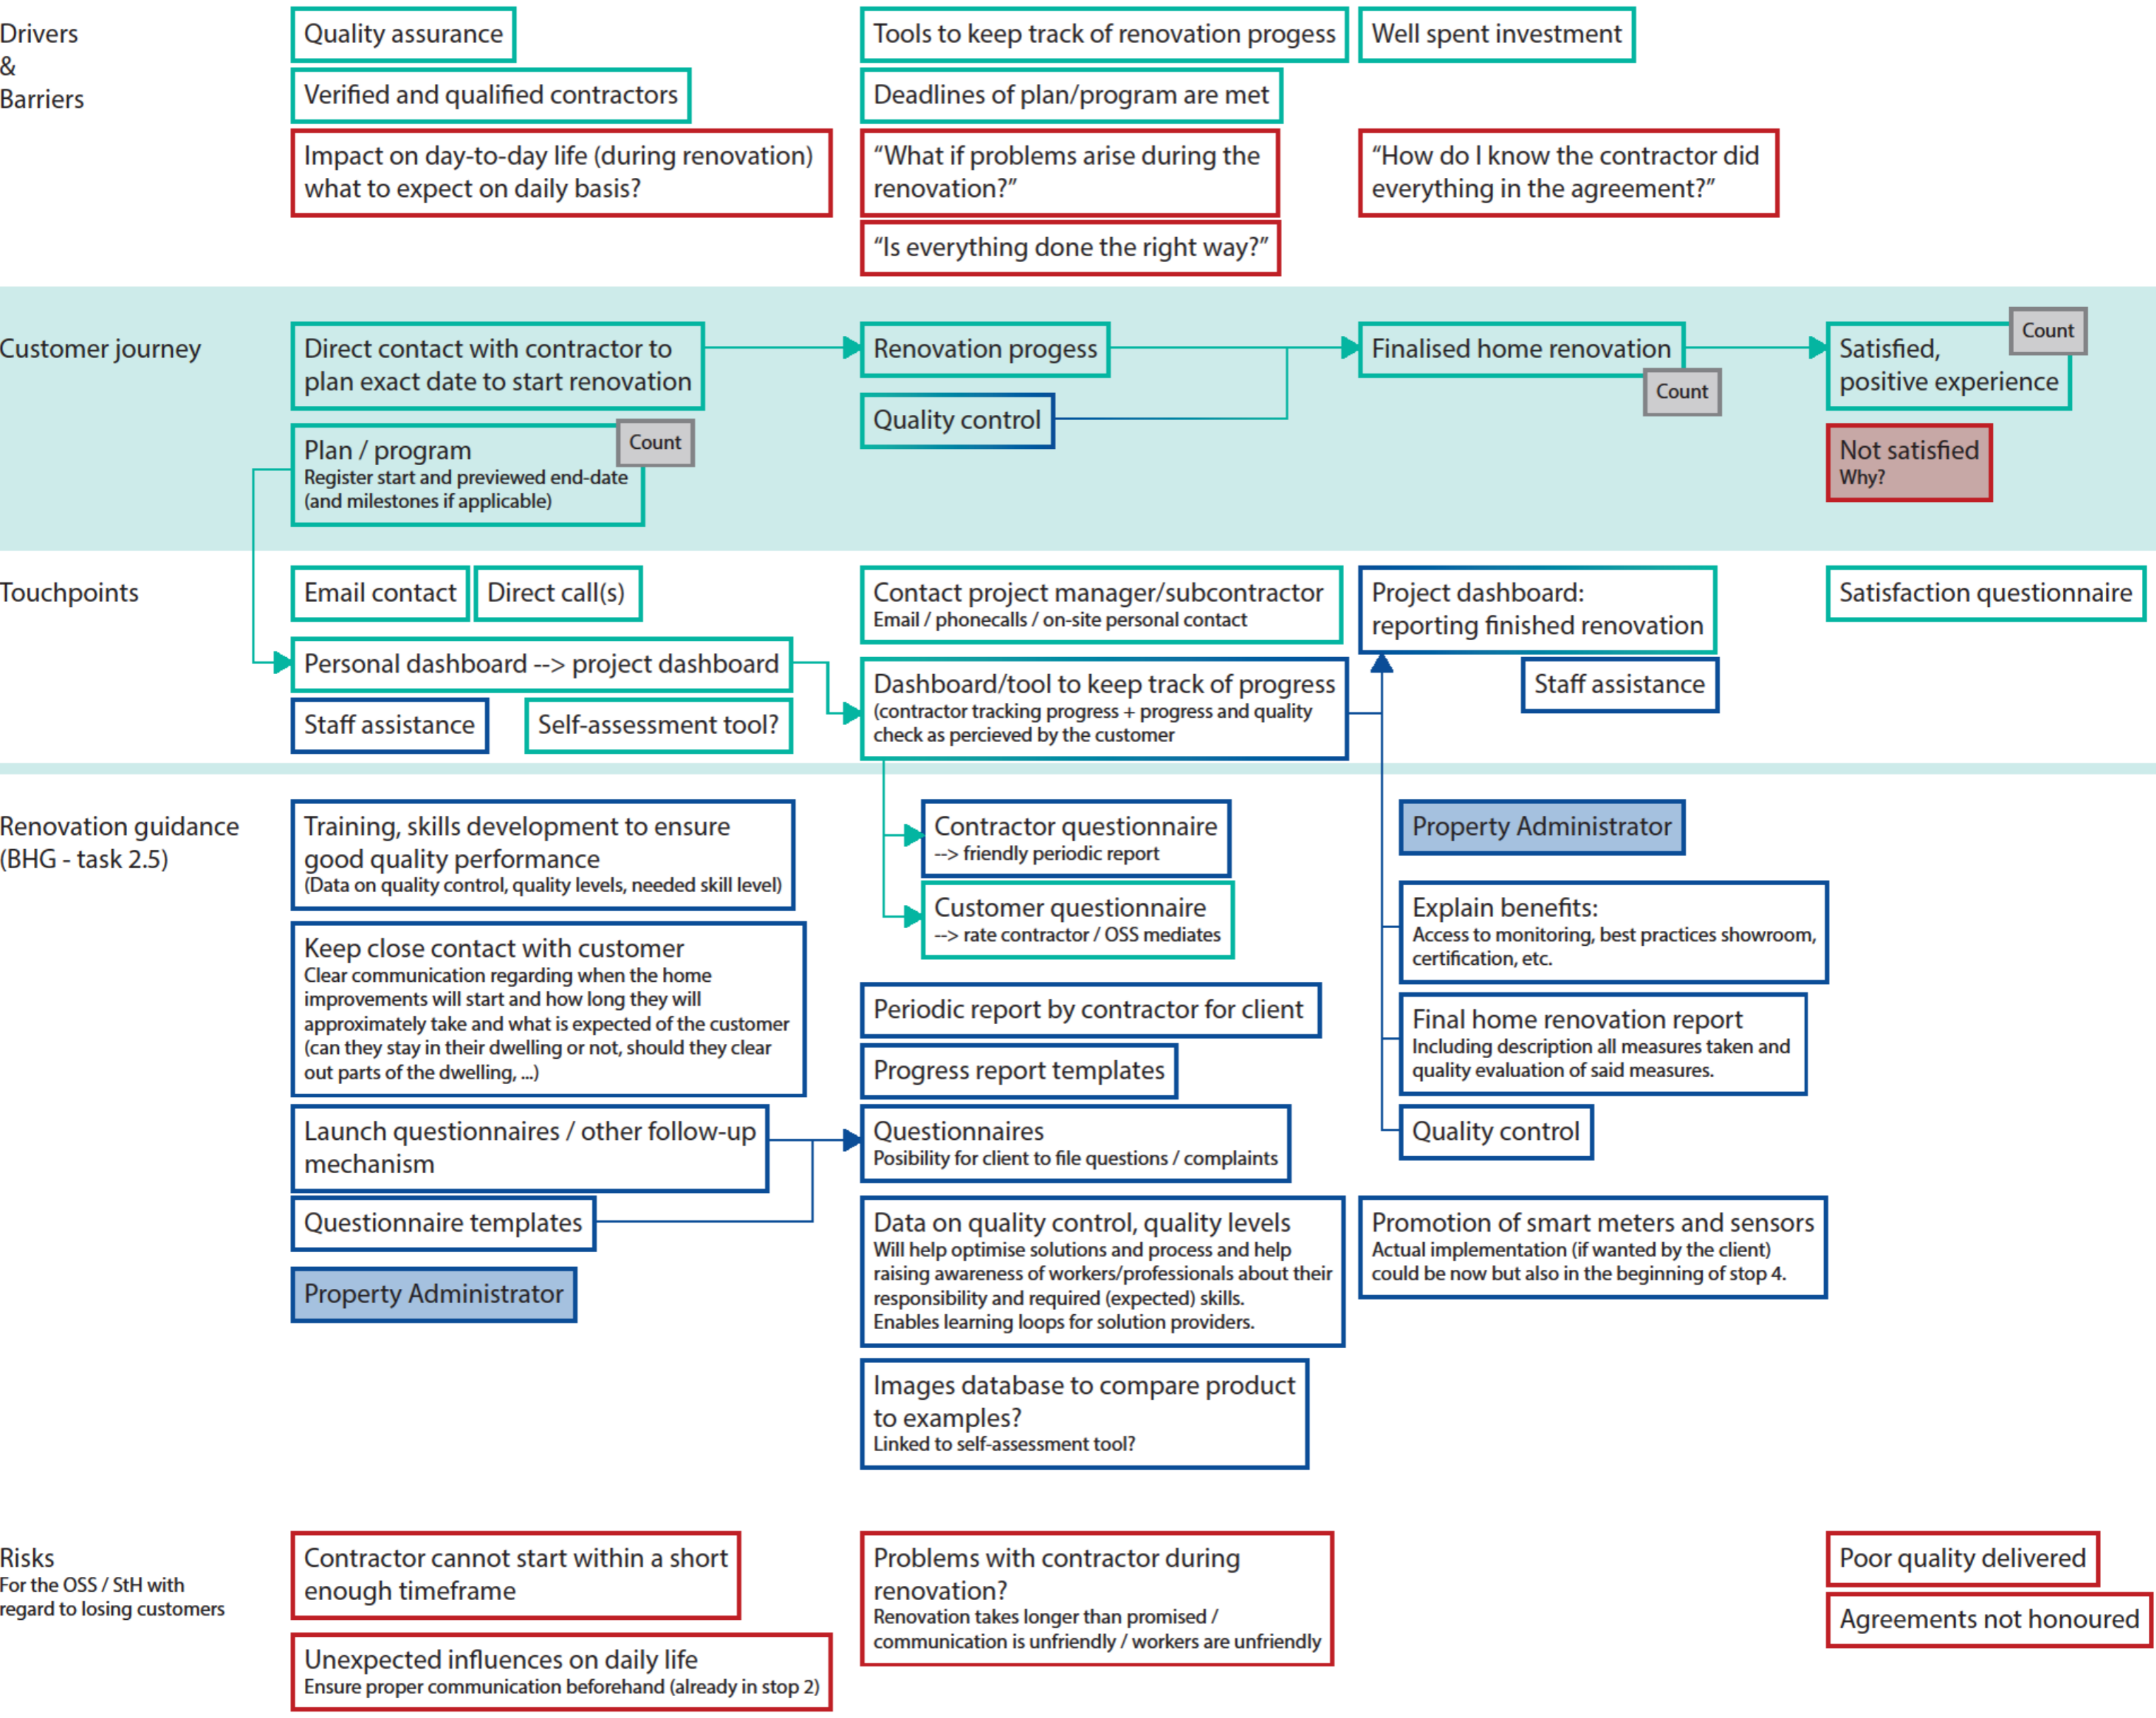 Drivers
&
Barriers
Quality assurance
Verified and qualified contractors
Impact on day-to-day life (during renovation)
what to expect on daily basis?
Tools to keep track of renovation progess
Deadlines of plan/program are met
“What if problems arise during the
renovation?”
“Is everything done the right way?”
Well spent investment
“How do I know the contractor did
everything in the agreement?”
Customer journey
Direct contact with contractor to
plan exact date to start renovation
Plan / program
Register start and previewed end-date
(and milestones if applicable)
Count
Renovation progess
Quality control
Finalised home renovation
Count
Satisfied,
positive experience
Count
Not satisfied
Why?
Touchpoints
Email contact
Direct call(s)
Personal dashboard --> project dashboard
Staff assistance
Self-assessment tool?
Contact project manager/subcontractor
Email / phonecalls / on-site personal contact
Dashboard/tool to keep track of progress
(contractor tracking progress + progress and quality
check as percieved by the customer
Project dashboard:
reporting finished renovation
Staff assistance
Satisfaction questionnaire
Renovation guidance
(BHG - task 2.5)
Training, skills development to ensure
good quality performance
(Data on quality control, quality levels, needed skill level)
Keep close contact with customer
Clear communication regarding when the home
improvements will start and how long they will
approximately take and what is expected of the customer
(can they stay in their dwelling or not, should they clear
out parts of the dwelling, ...)
Launch questionnaires / other follow-up
mechanism
Questionnaire templates
Property Administrator
Contractor questionnaire
--> friendly periodic report
Customer questionnaire
--> rate contractor / OSS mediates
Periodic report by contractor for client
Progress report templates
Questionnaires
Posibility for client to file questions / complaints
Data on quality control, quality levels
Will help optimise solutions and process and help
raising awareness of workers/professionals about their
responsibility and required (expected) skills.
Enables learning loops for solution providers.
Images database to compare product
to examples?
Linked to self-assessment tool?
Property Administrator
Explain benefits:
Access to monitoring, best practices showroom,
certification, etc.
Final home renovation report
Including description all measures taken and
quality evaluation of said measures.
Quality control
Promotion of smart meters and sensors
Actual implementation (if wanted by the client)
could be now but also in the beginning of stop 4.
Risks
For the OSS / StH with
regard to losing customers
Contractor cannot start within a short
enough timeframe
Unexpected influences on daily life
Ensure proper communication beforehand (already in stop 2)
Problems with contractor during
renovation?
Renovation takes longer than promised /
communication is unfriendly / workers are unfriendly
Poor quality delivered
Agreements not honoured